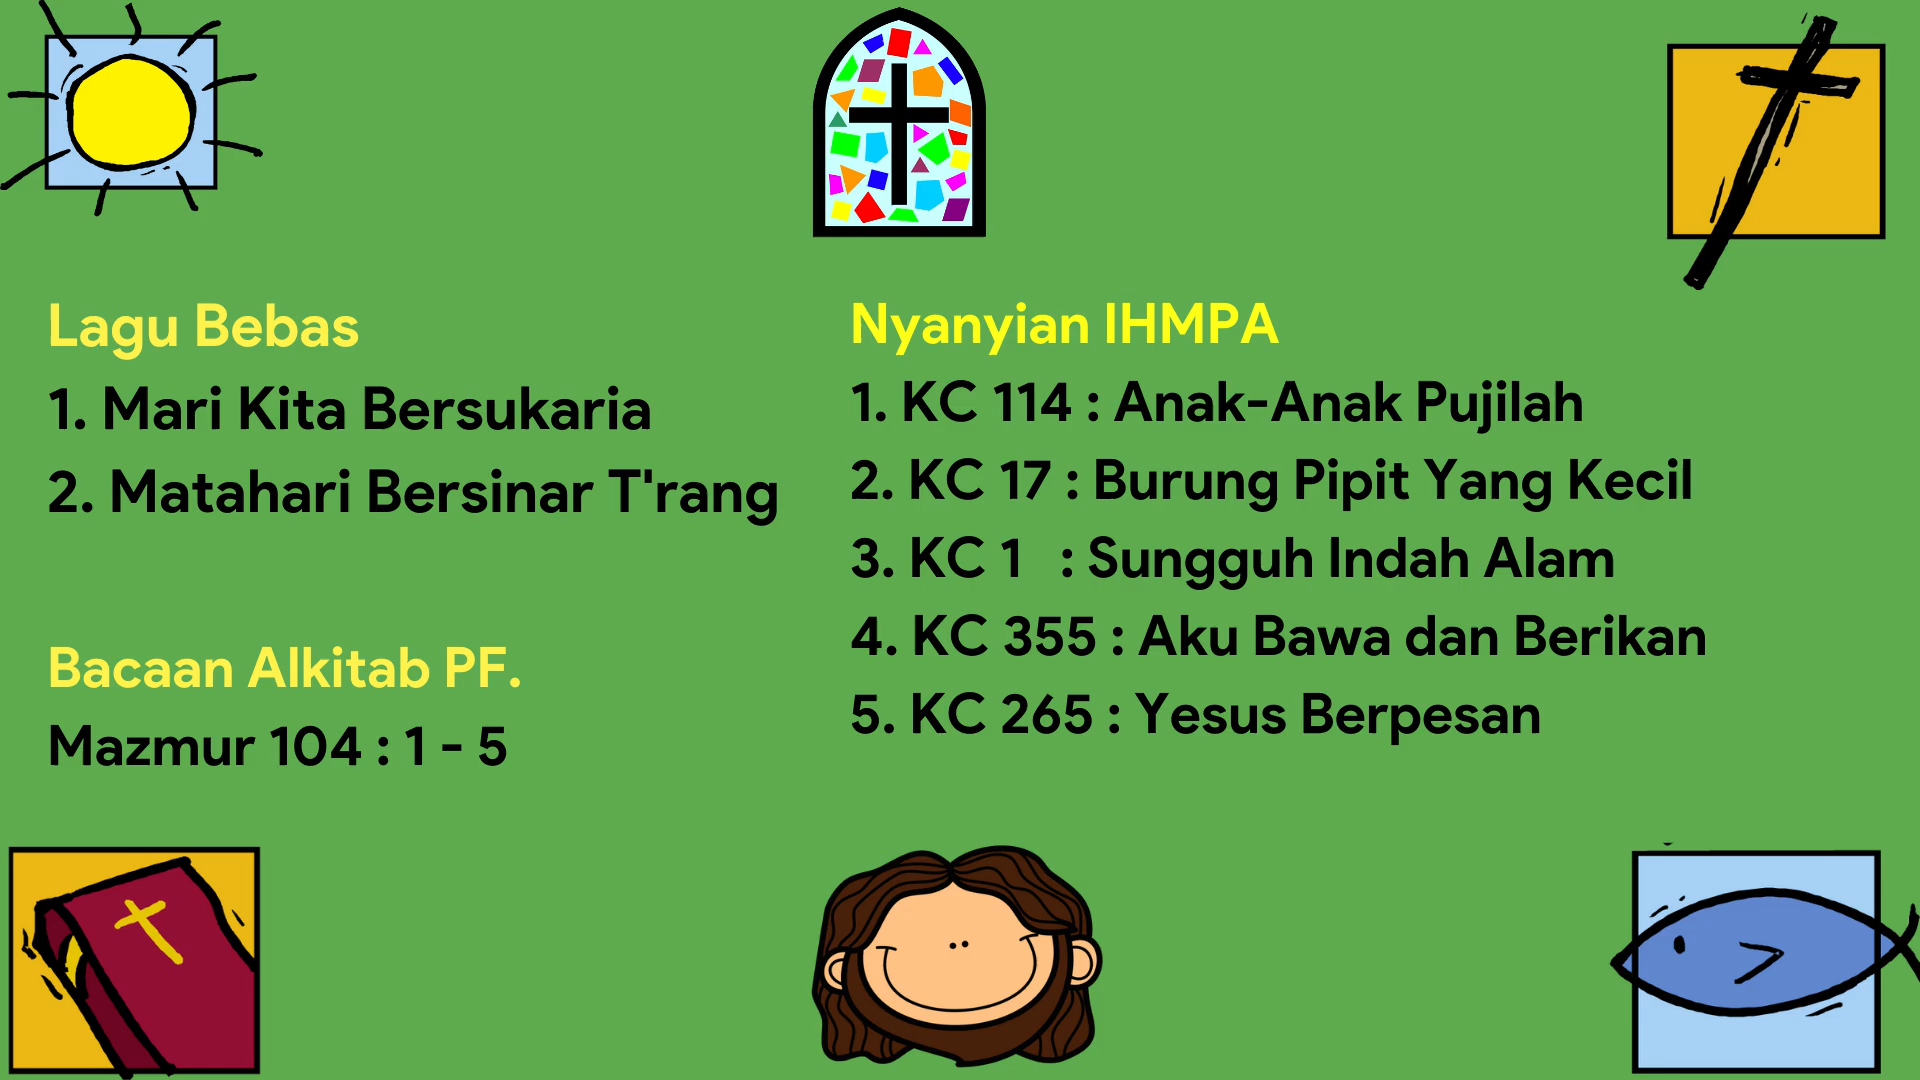 Lagu Bebas
1. Mari Kita Bersukaria
2. Matahari Bersinar T'rang
Bacaan Alkitab PF.
Mazmur 104 : 1 - 5
Nyanyian IHMPA
1. KC 114 : Anak-Anak Pujilah
2. KC 17 : Burung Pipit Yang Kecil
3. KC 1 : Sungguh Indah Alam
4. KC 355 : Aku Bawa dan Berikan
5. KC 265 : Yesus Berpesan